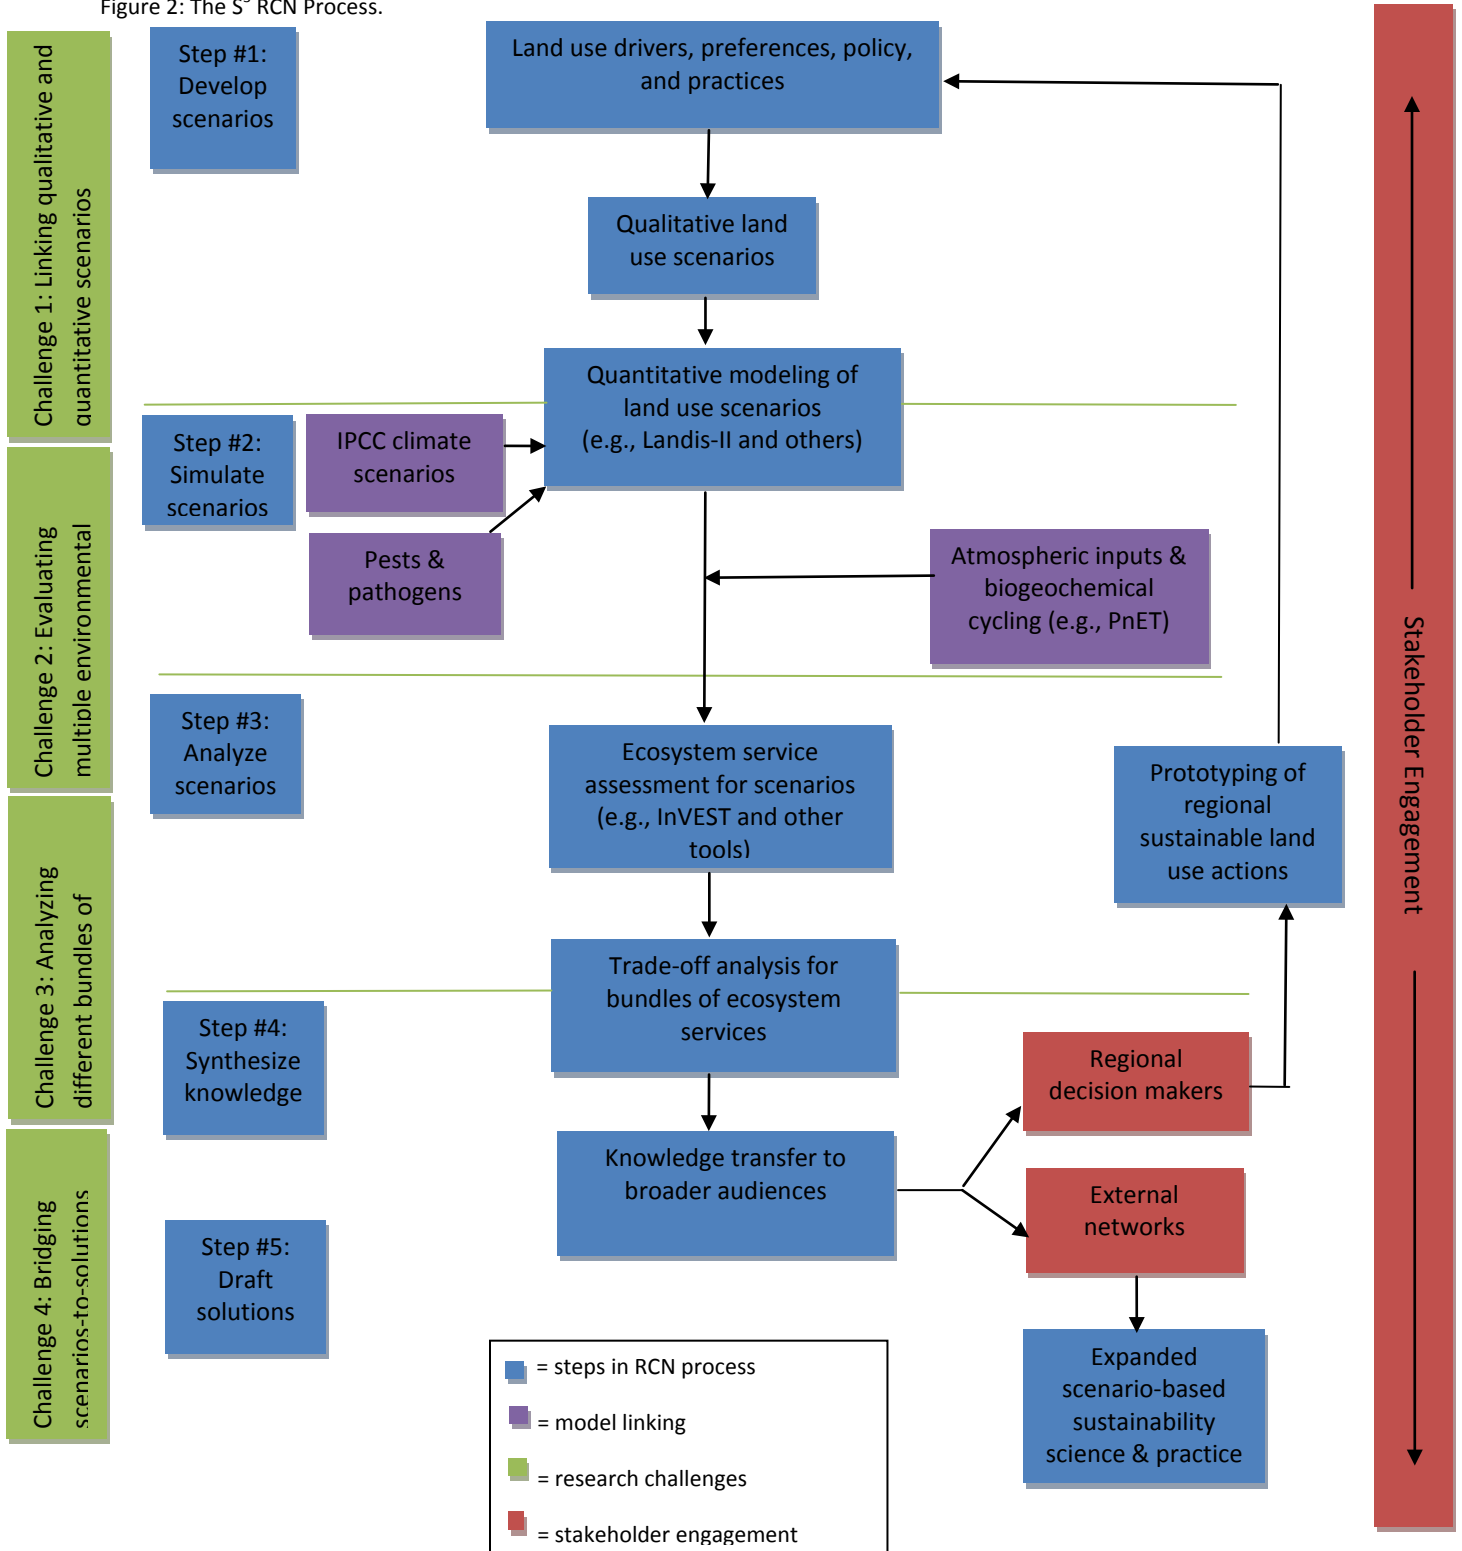 Figure 2: The S³ RCN Process.
Challenge 1: Linking qualitative and
quantitative scenarios
Step #1:
Develop
scenarios
Land use drivers, preferences, policy,
and practices
Qualitative land
use scenarios
Quantitative modeling of
land use scenarios
(e.g., Landis-II and others)
Challenge 2: Evaluating
multiple environmental
Step #2:
Simulate
scenarios
IPCC climate
scenarios
Pests &
pathogens
Atmospheric inputs &
biogeochemical
cycling (e.g., PnET)
Step #3:
Analyze
scenarios
Ecosystem service
assessment for scenarios
(e.g., InVEST and other
tools)
Prototyping of
regional
sustainable land
use actions
Stakeholder Engagement
Challenge 3: Analyzing
different bundles of
Trade-off analysis for
bundles of ecosystem
services
Step #4:
Synthesize
knowledge
Regional
decision makers
Challenge 4: Bridging
scenarios-to-solutions
Knowledge transfer to
broader audiences
External
networks
Step #5:
Draft
solutions
Expanded
scenario-based
sustainability
science & practice
= steps in RCN process
= model linking
= research challenges
= stakeholder engagement